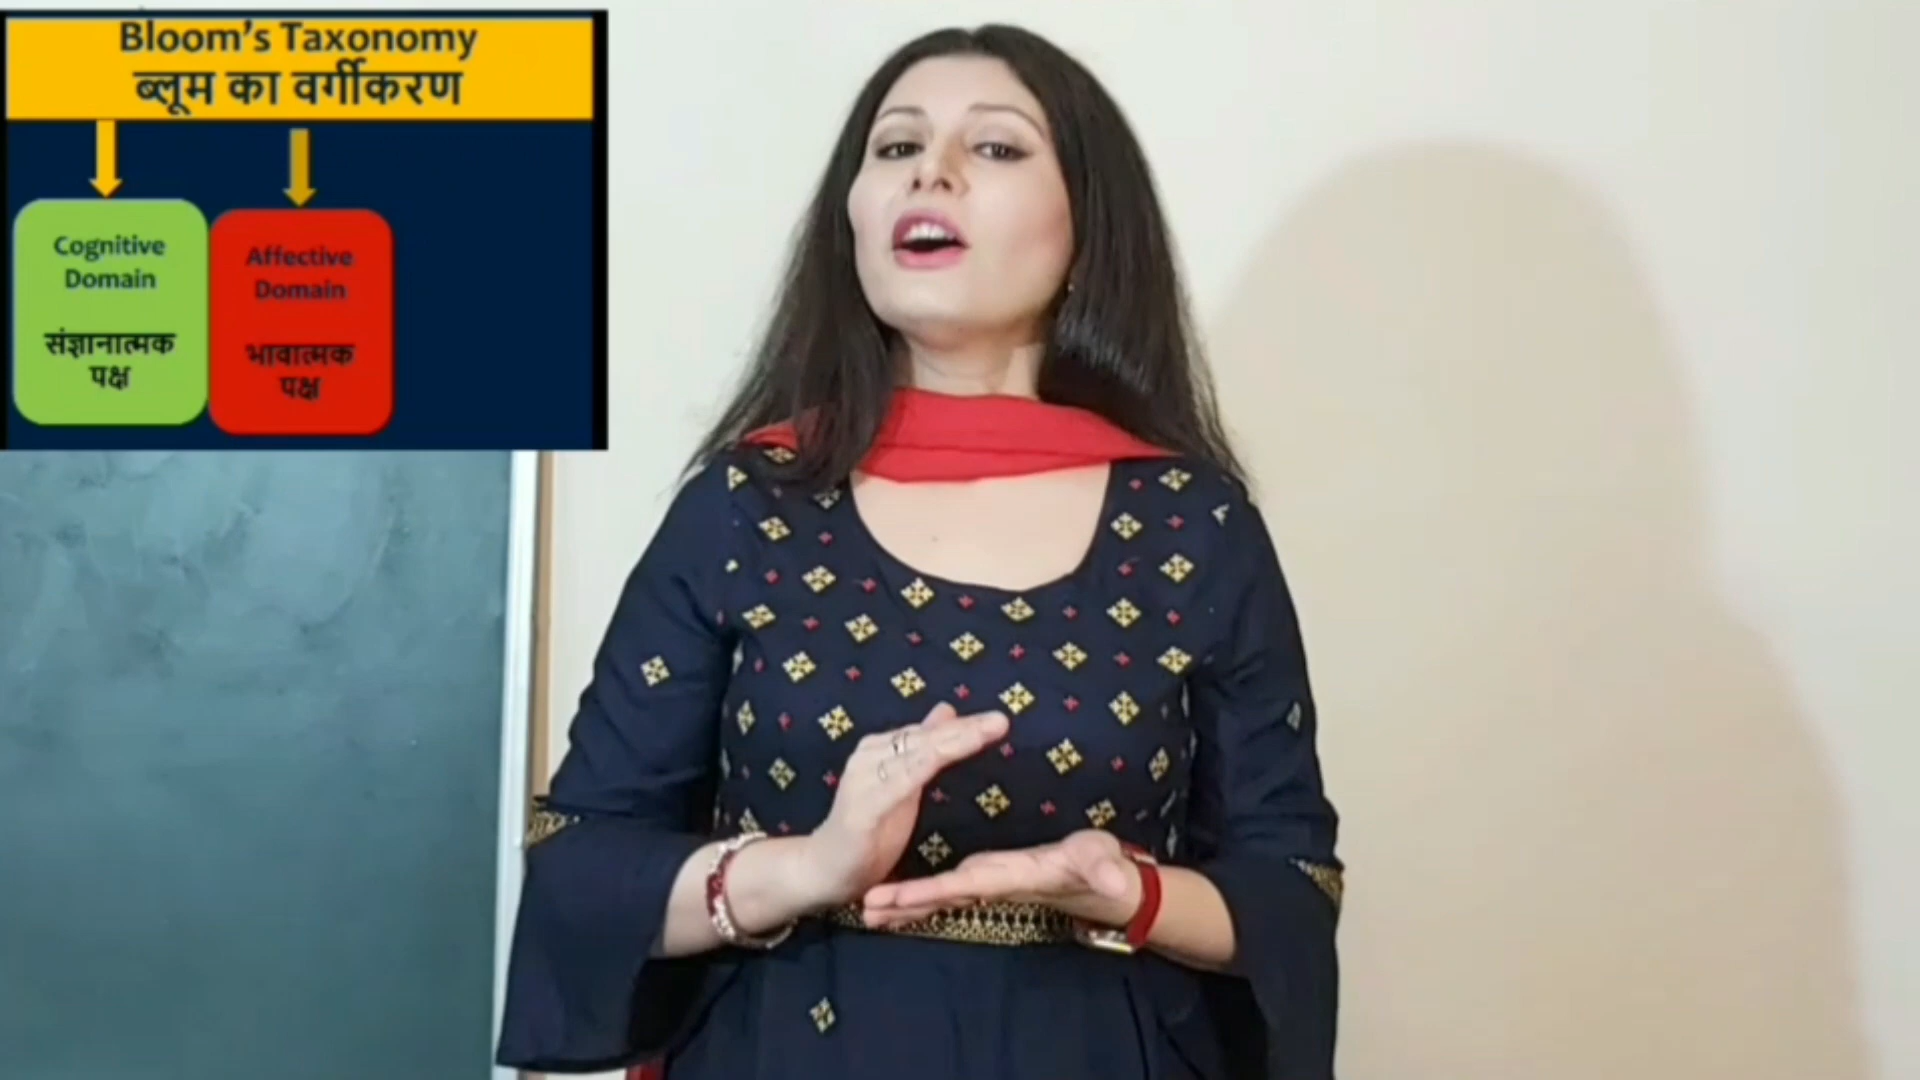 Bloom's Taxonomy
ब्लूम का वर्गीकरण
Cognitive
Domain
संज्ञानात्मक
पक्ष
Affective
Domain
भावात्मक
पक्ष